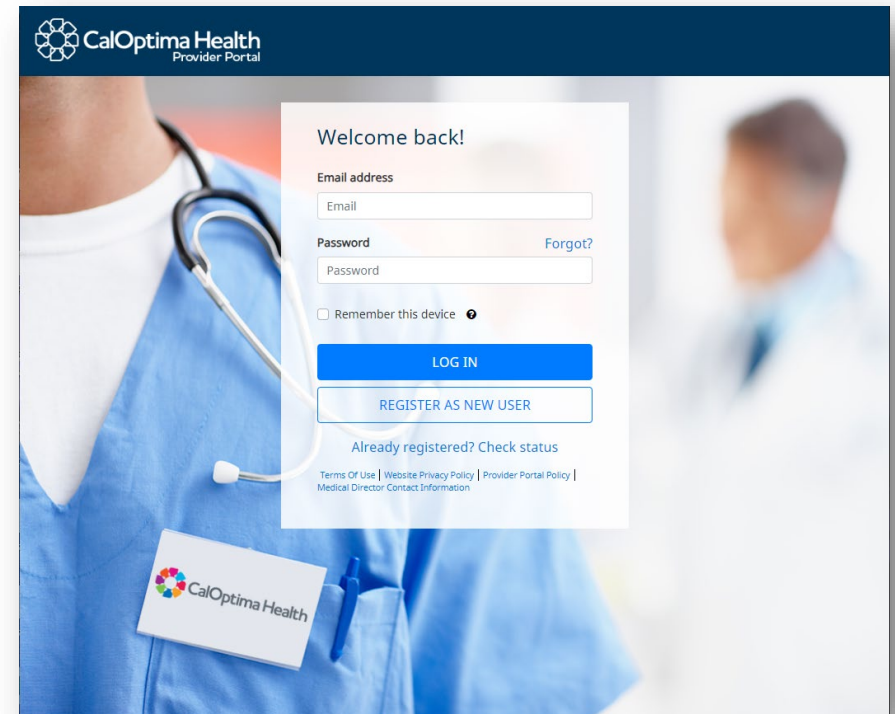 CalOptima Health
Provider Portal
Welcome back!
Email address
Email
Password Forgot?
Password
Remember this device ?
LOG IN
REGISTER AS NEW USER
Already registered? Check status
Terms Of Use | Website Privacy Policy | Provider Portal Policy |
Medical Director Contact Information
CalOptima Health